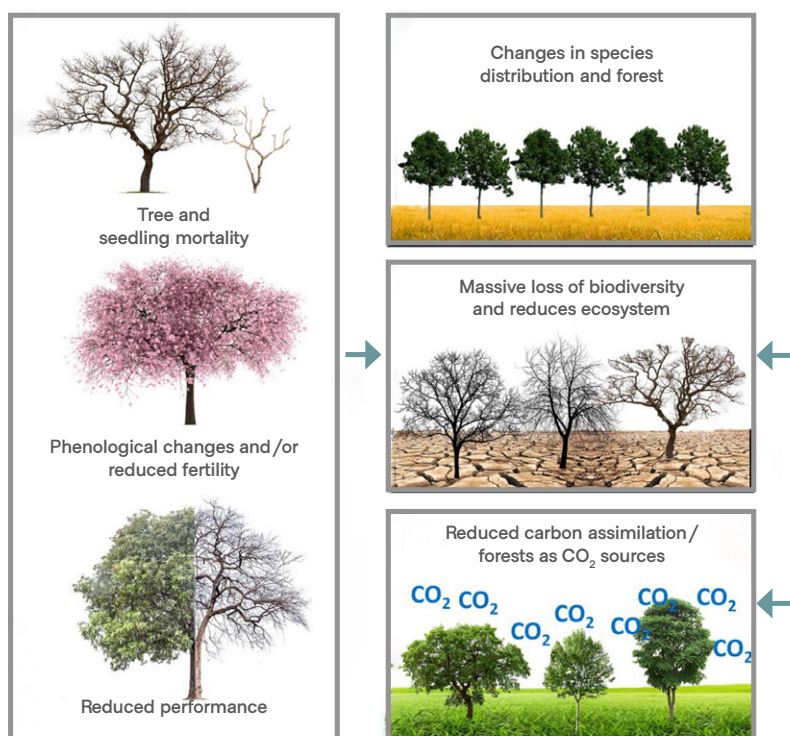 Tree and
seedling mortality
Phenological changes and/or
reduced fertility
Reduced performance
Changes in species
distribution and forest
Massive loss of biodiversity
and reduces ecosystem
Reduced carbon assimilation/
forests as CO₂ sources
CO₂ CO₂ CO₂ CO₂
CO₂ CO₂ CO₂
CO₂